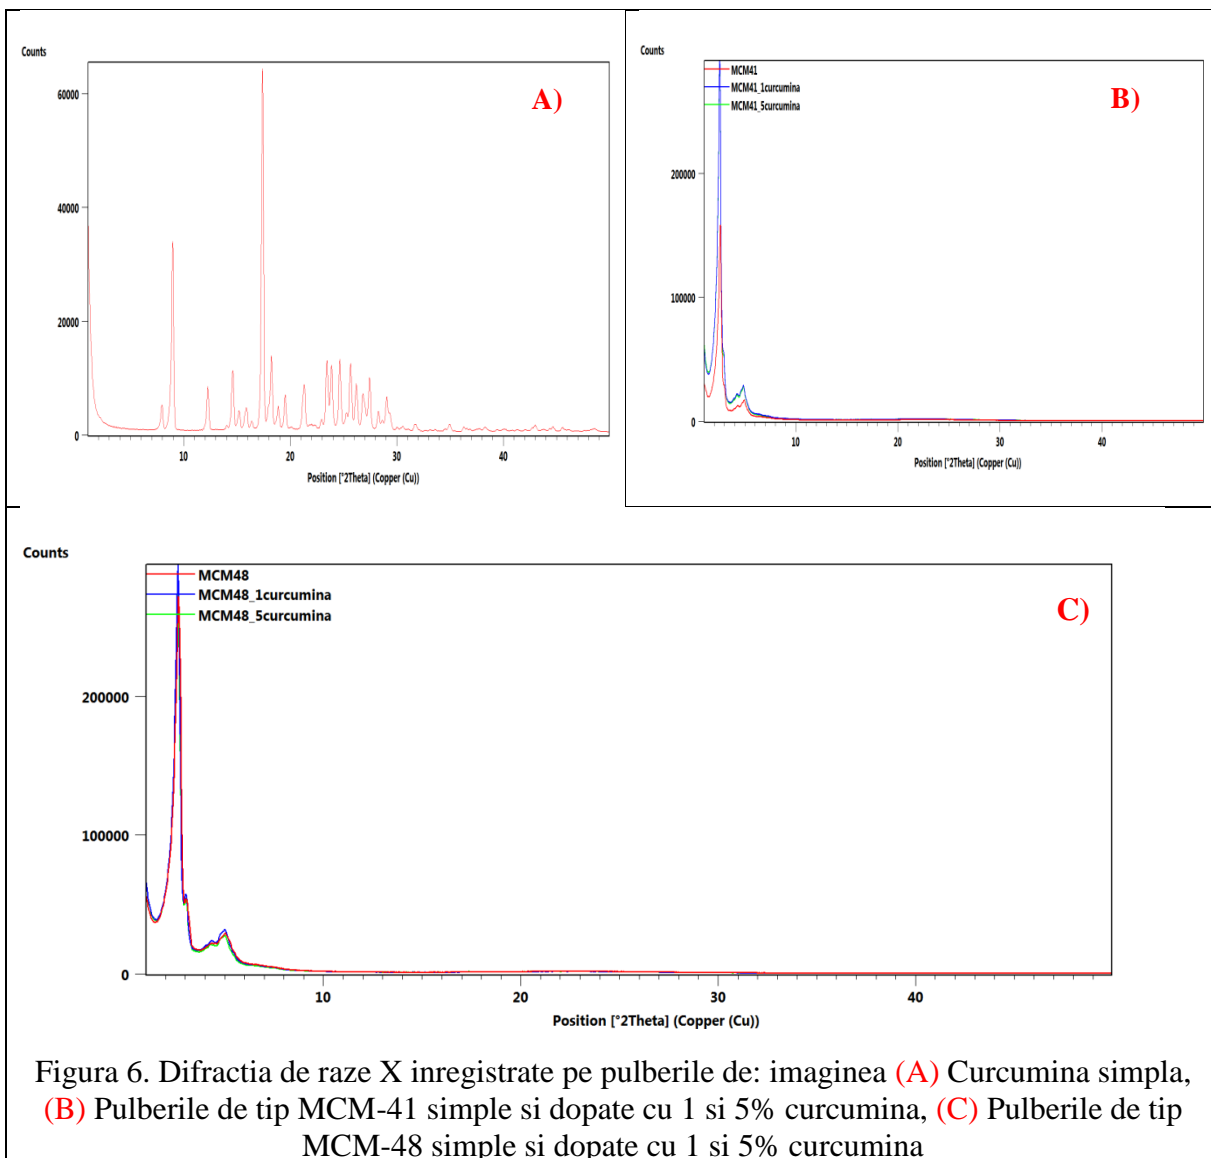 Counts
60000
40000
20000
0
10
20
30
40
Position [°2Theta] (Copper (Cu))
A)
Counts
MCM41
MCM41_1curcumina
MCM41_5curcumina
200000
100000
0
10
20
30
40
Position [°2Theta] (Copper (Cu))
B)
Counts
MCM48
MCM48_1curcumina
MCM48_5curcumina
200000
100000
0
10
20
30
40
Position [°2Theta] (Copper (Cu))
C)
Figura 6. Difractia de raze X inregistrate pe pulberile de: imaginea (A) Curcumina simpla,
(B) Pulberile de tip MCM-41 simple si dopate cu 1 si 5% curcumina, (C) Pulberile de tip
MCM-48 simple si dopate cu 1 si 5% curcumina